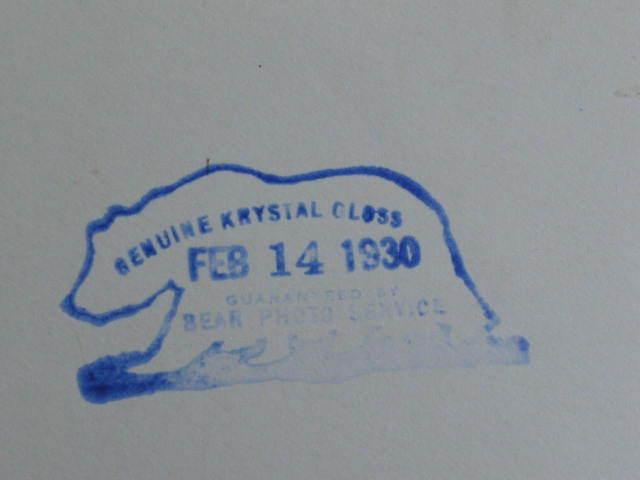 GENUINE KRYSTAL GLOSS
FEB 14 1930
GUARANTEED BY
BEAR PHOTO SERVICE